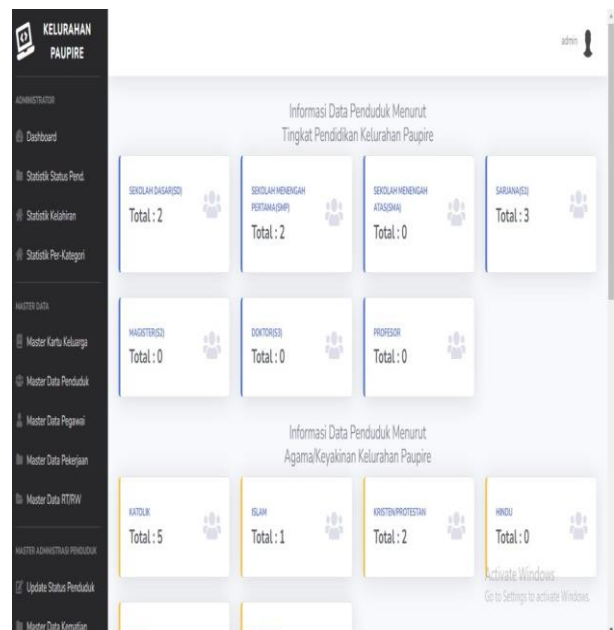 KELURAHAN
PAUPIRE
admin
ADMINISTRATOR
Dashboard
Statistik Status Pend.
Statistik Kelahiran
Statistik Per-Kategori
MASTER DATA
Master Kartu Keluarga
Master Data Penduduk
Master Data Pegawai
Master Data Pekerjaan
Master Data RT/RW
MASTER ADMINISTRASI PENDUDUK
Update Status Penduduk
Master Data Kematian
Informasi Data Penduduk Menurut
Tingkat Pendidikan Kelurahan Paupire
SEKOLAH DASAR(SD)
Total : 2
SEKOLAH MENENGAH
PERTAMA(SMP)
Total : 2
SEKOLAH MENENGAH
ATAS(SMA)
Total : 0
SARJANA(S1)
Total : 3
MAGISTER(S2)
Total : 0
DOKTOR(S3)
Total : 0
PROFESOR
Total : 0
Informasi Data Penduduk Menurut
Agama/Keyakinan Kelurahan Paupire
KATOLIK
Total : 5
ISLAM
Total : 1
KRISTEN/PROTESTAN
Total : 2
HINDU
Total : 0
Activate Windows
Go to Settings to activate Windows.